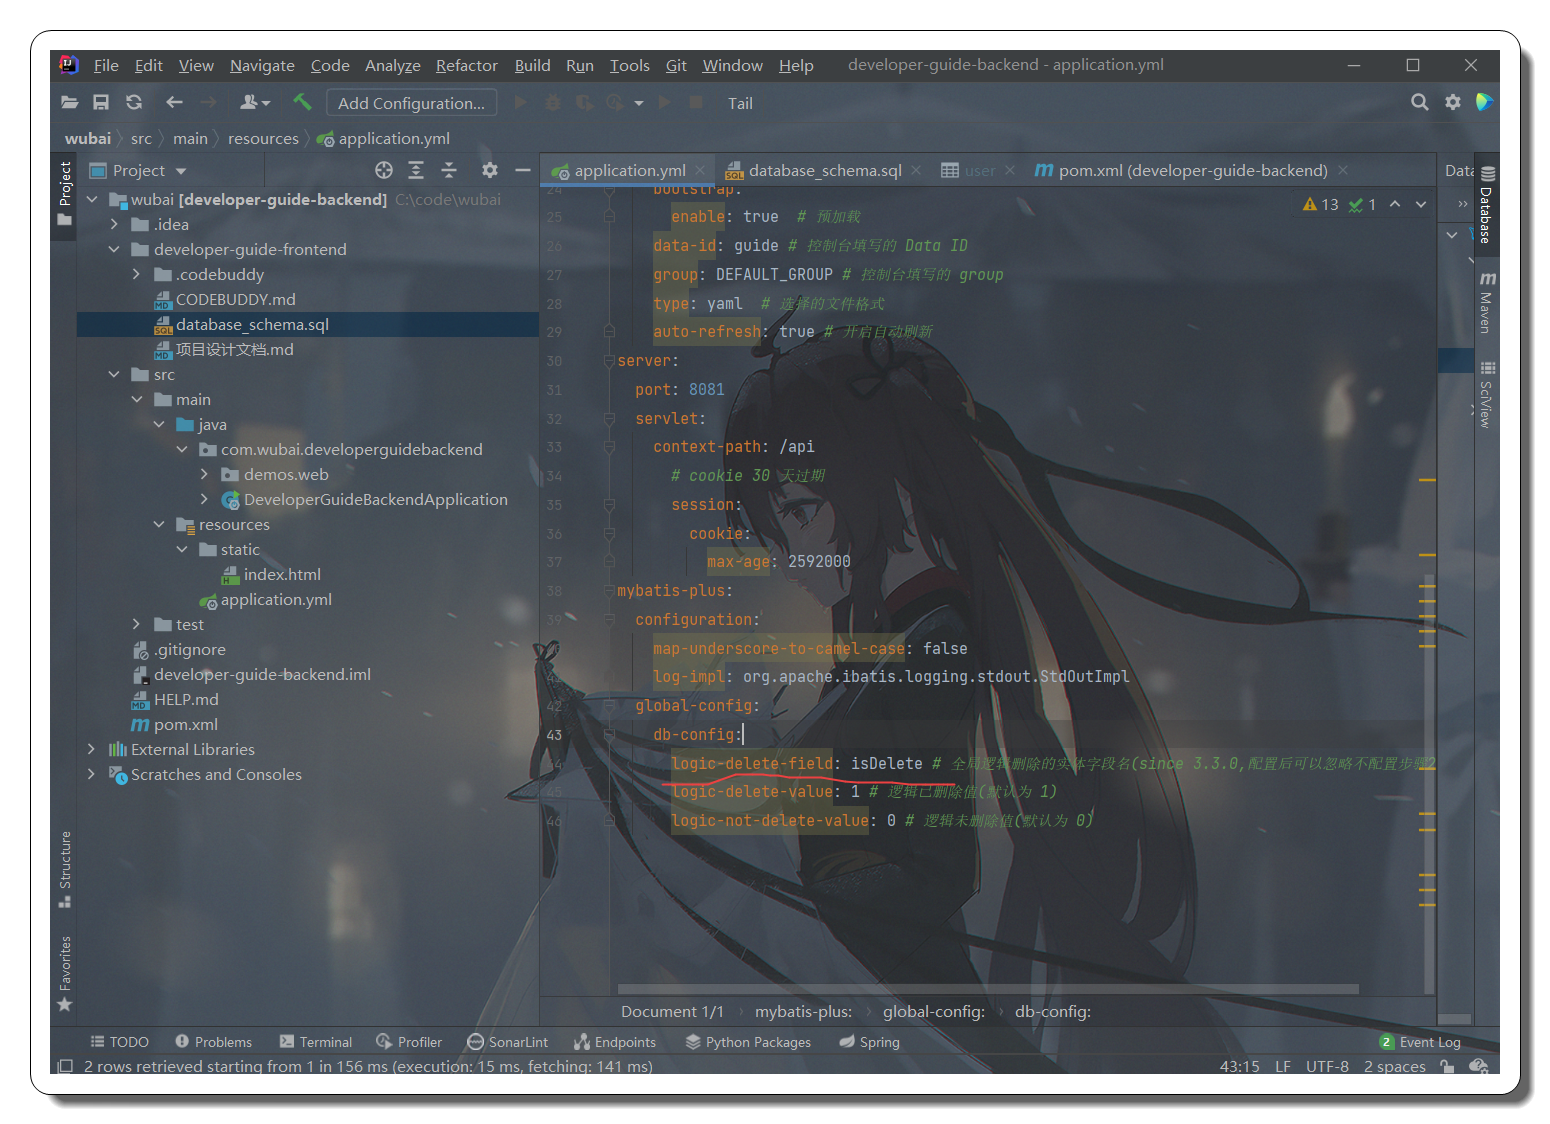 File Edit View Navigate Code Analyze Refactor Build Run Tools Git Window Help developer-guide-backend - application.yml
Add Configuration... Tail
wubai src main resources application.yml
Project
application.yml database_schema.sql user pom.xml (developer-guide-backend) Data
Project
wubai [developer-guide-backend] C:\code\wubai
.idea
developer-guide-frontend
.codebuddy
CODEBUDDY.md
database_schema.sql
项目设计文档.md
src
main
java
com.wubai.developerguidebackend
demos.web
DeveloperGuideBackendApplication
resources
static
index.html
application.yml
test
.gitignore
developer-guide-backend.iml
HELP.md
pom.xml
External Libraries
Scratches and Consoles
Structure
Favorites
13 1
24 bootstrap:
25 enable: true # 预加载
26 data-id: guide # 控制台填写的 Data ID
27 group: DEFAULT_GROUP # 控制台填写的 group
28 type: yaml # 选择的文件格式
29 auto-refresh: true # 开启自动刷新
30 server:
31 port: 8081
32 servlet:
33 context-path: /api
34 # cookie 30 天过期
35 session:
36 cookie:
37 max-age: 2592000
38 mybatis-plus:
39 configuration:
map-underscore-to-camel-case: false
log-impl: org.apache.ibatis.logging.stdout.StdOutImpl
42 global-config:
43 db-config:
44 logic-delete-field: isDelete # 全局逻辑删除的实体字段名(since 3.3.0,配置后可以忽略不配置步骤2
45 logic-delete-value: 1 # 逻辑已删除值(默认为 1)
46 logic-not-delete-value: 0 # 逻辑未删除值(默认为 0)
Database
Maven
SciView
Document 1/1 mybatis-plus: global-config: db-config:
TODO Problems Terminal Profiler SonarLint Endpoints Python Packages Spring 2 Event Log
2 rows retrieved starting from 1 in 156 ms (execution: 15 ms, fetching: 141 ms) 43:15 LF UTF-8 2 spaces